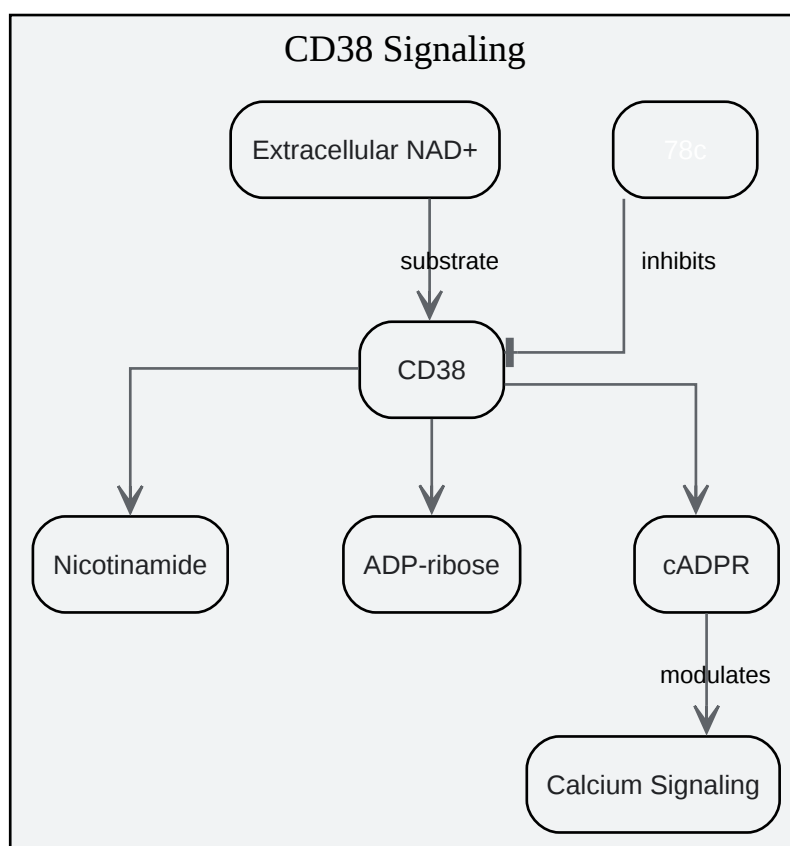 CD38 Signaling
Extracellular NAD+
78c
substrate
inhibits
CD38
Nicotinamide
ADP-ribose
cADPR
modulates
Calcium Signaling